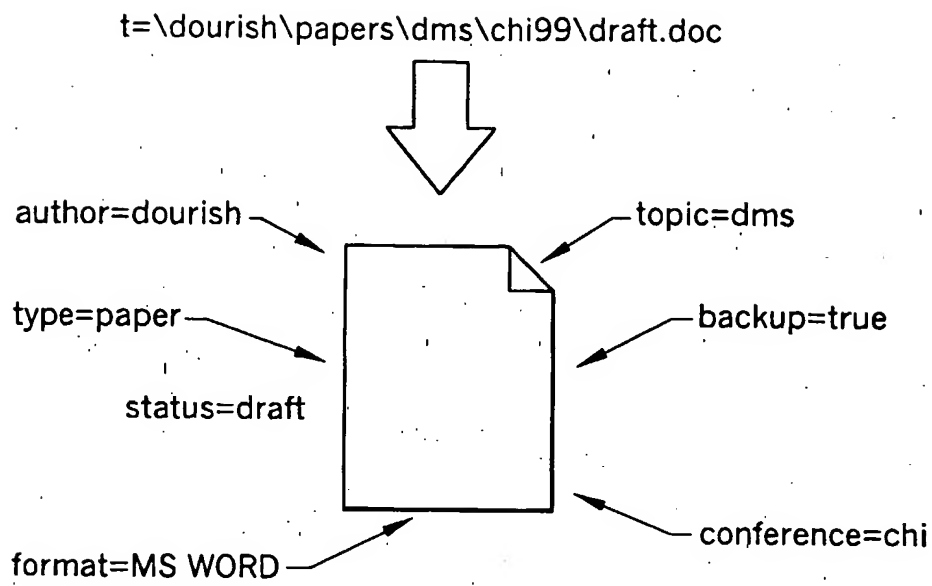 t=\dourish\papers\dms\chi99\draft.doc
author=dourish
topic=dms
type=paper
backup=true
status=draft
conference=chi
format=MS WORD